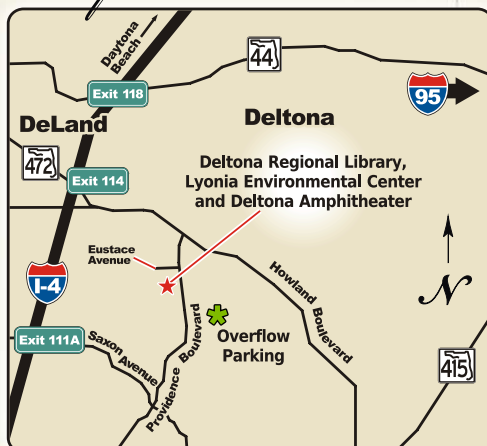 Daytona
Beach
44
95
Exit 118
DeLand
Deltona
472
Deltona Regional Library,
Lyonia Environmental Center
and Deltona Amphitheater
Exit 114
Eustace
Avenue
I-4
Howland
Boulevard
N
Overflow
Parking
Exit 111A
Saxon
Avenue
Providence Boulevard
415